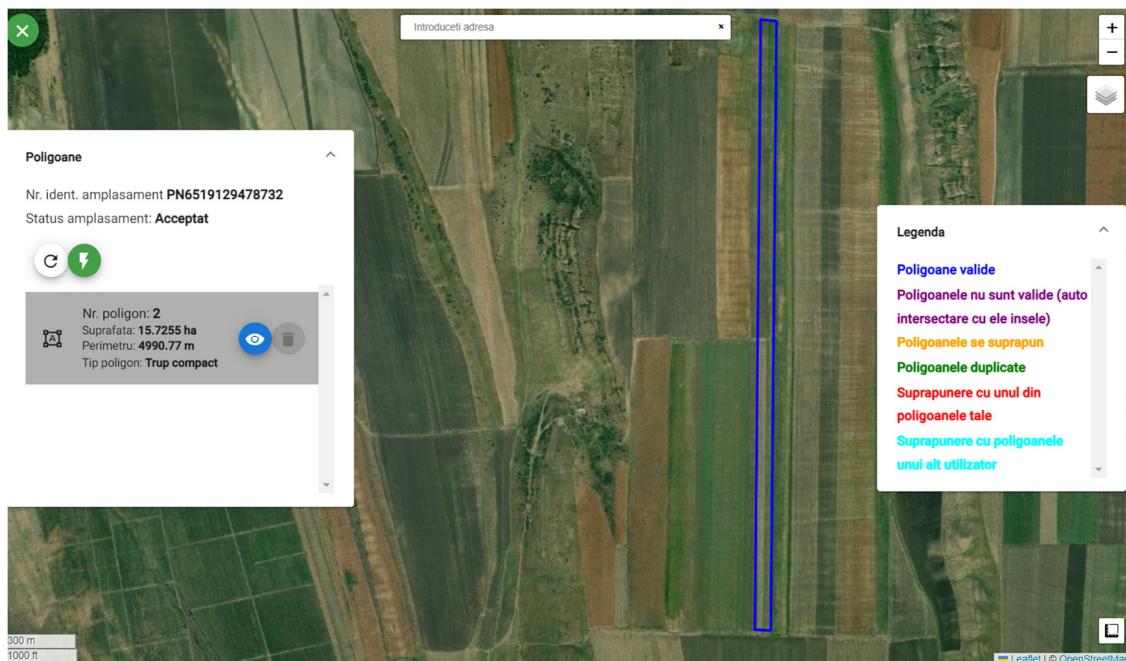 Introduceti adresa
×
+
−
Poligoane
Nr. ident. amplasament PN6519129478732
Status amplasament: Acceptat
Nr. poligon: 2
Suprafata: 15.7255 ha
Perimetru: 4990.77 m
Tip poligon: Trup compact
Legenda
Poligoane valide
Poligoanele nu sunt valide (auto
intersectare cu ele insele)
Poligoanele se suprapun
Poligoanele duplicate
Suprapunere cu unul din
poligoanele tale
Suprapunere cu poligoanele
unui alt utilizator
300 m
1000 ft
Leaflet | © OpenStreetMap